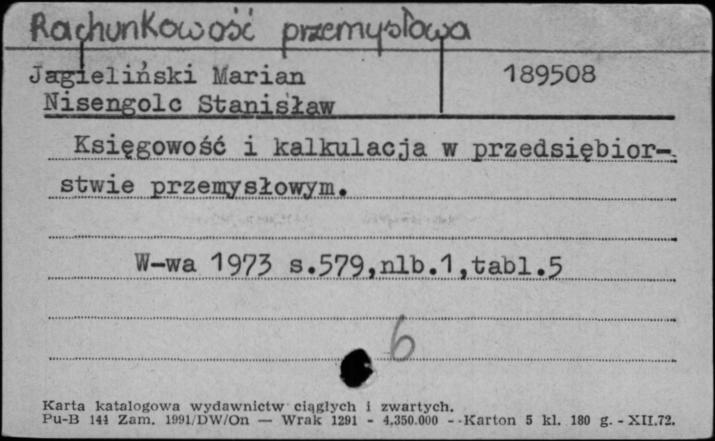 Rachunkowość przemysłowa
Jagieliński Marian 189508
Nisengolc Stanisław
Księgowość i kalkulacja w przedsiębior-
stwie przemysłowym.
W-wa 1973 s.579,nlb.1,tabl.5
6
Karta katalogowa wydawnictw ciągłych i zwartych.
Pu-B 144 Zam. 1991/DW/On — Wrak 1291 - 4,350.000 - - Karton 5 kl. 180 g. - XII.72.